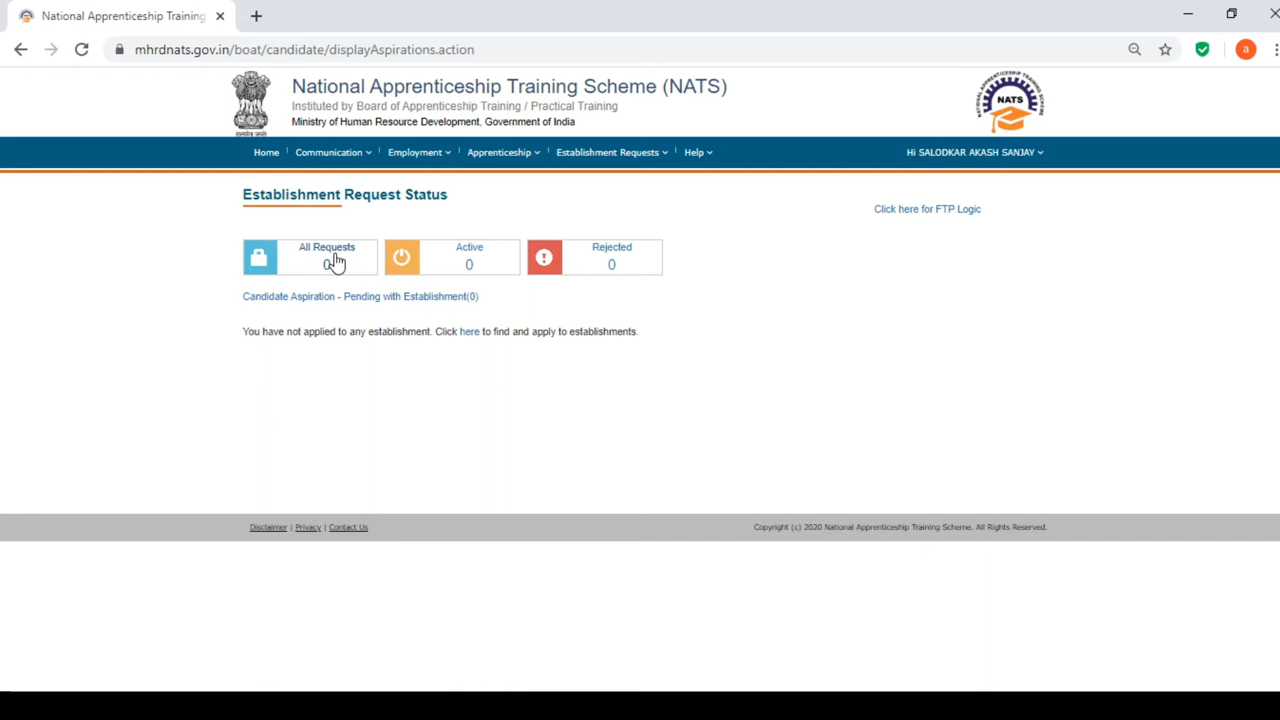 National Apprenticeship Training
mhrdnats.gov.in/boat/candidate/displayAspirations.action
a
National Apprenticeship Training Scheme (NATS)
Instituted by Board of Apprenticeship Training / Practical Training
Ministry of Human Resource Development, Government of India
NATS
Home Communication Employment Apprenticeship Establishment Requests Help Hi SALODKAR AKASH SANJAY
Establishment Request Status
Click here for FTP Logic
All Requests Active Rejected
0 0 0
Candidate Aspiration - Pending with Establishment(0)
You have not applied to any establishment. Click here to find and apply to establishments.
Disclaimer | Privacy | Contact Us Copyright (c) 2020 National Apprenticeship Training Scheme. All Rights Reserved.